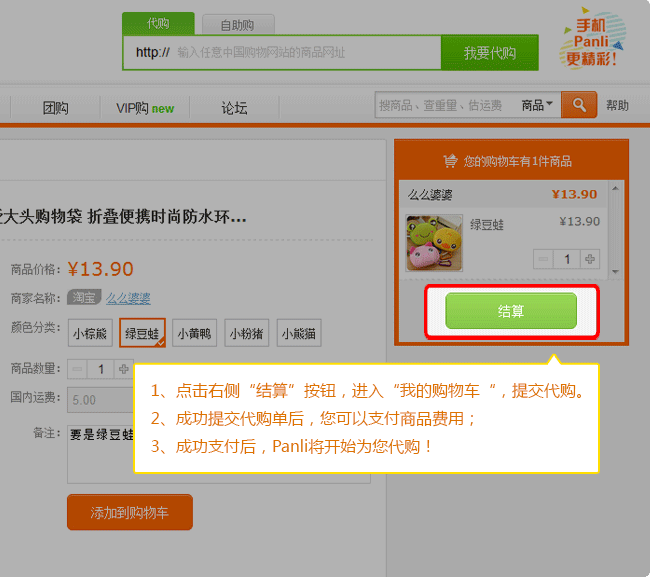 代购
自助购
http:// 输入任意中国购物网站的商品网址
我要代购
手机
Panli
更精彩!
团购
VIP购 new
论坛
搜商品、查重量、估运费
商品
帮助
您的购物车有1件商品
大头购物袋 折叠便携时尚防水环...
么么婆婆
¥13.90
绿豆蛙
¥13.90
1
结算
商品价格: ¥13.90
商家名称: 淘宝 么么婆婆
颜色分类: 小棕熊 绿豆蛙 小黄鸭 小粉猪 小熊猫
商品数量: 1
国内运费: 5.00
备注: 要是绿豆蛙
1、点击右侧“结算”按钮，进入“我的购物车“，提交代购。
2、成功提交代购单后，您可以支付商品费用；
3、成功支付后，Panli将开始为您代购！
添加到购物车